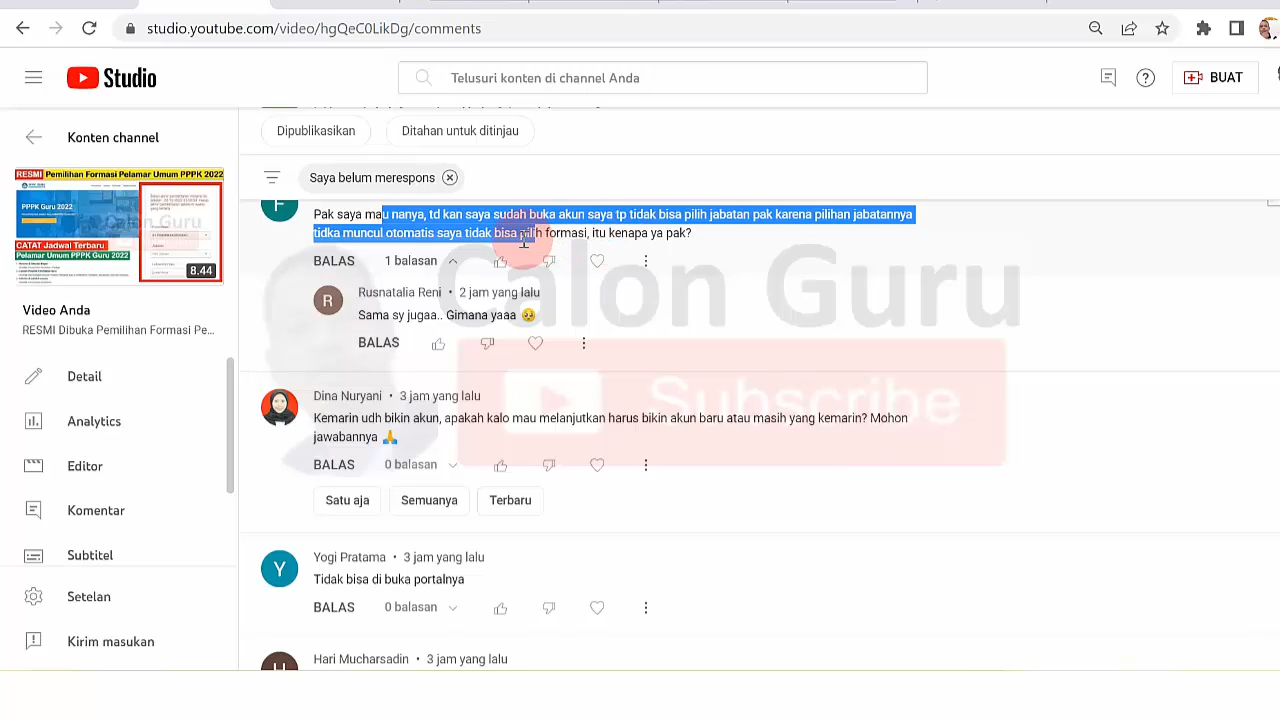 studio.youtube.com/video/hgQeC0LikDg/comments
Studio
Telusuri konten di channel Anda
BUAT
Konten channel
Dipublikasikan
Ditahan untuk ditinjau
Saya belum merespons
RESMI Pemilihan Formasi Pelamar Umum PPPK 2022
PPPK Guru 2022
CATAT Jadwal Terbaru
Pelamar Umum PPPK Guru 2022
8.44
Video Anda
RESMI Dibuka Pemilihan Formasi Pe...
Detail
Analytics
Editor
Komentar
Subtitel
Setelan
Kirim masukan
F
Pak saya mau nanya, td kan saya sudah buka akun saya tp tidak bisa pilih jabatan pak karena pilihan jabatannya
tidka muncul otomatis saya tidak bisa pilih formasi, itu kenapa ya pak?
BALAS 1 balasan
R
Rusnatalia Reni • 2 jam yang lalu
Sama sy jugaa.. Gimana yaaa 🥺
BALAS
Calon Guru
Subscribe
Dina Nuryani • 3 jam yang lalu
Kemarin udh bikin akun, apakah kalo mau melanjutkan harus bikin akun baru atau masih yang kemarin? Mohon
jawabannya 🙏
BALAS 0 balasan
Satu aja Semuanya Terbaru
Y
Yogi Pratama • 3 jam yang lalu
Tidak bisa di buka portalnya
BALAS 0 balasan
H
Hari Mucharsadin • 3 jam yang lalu